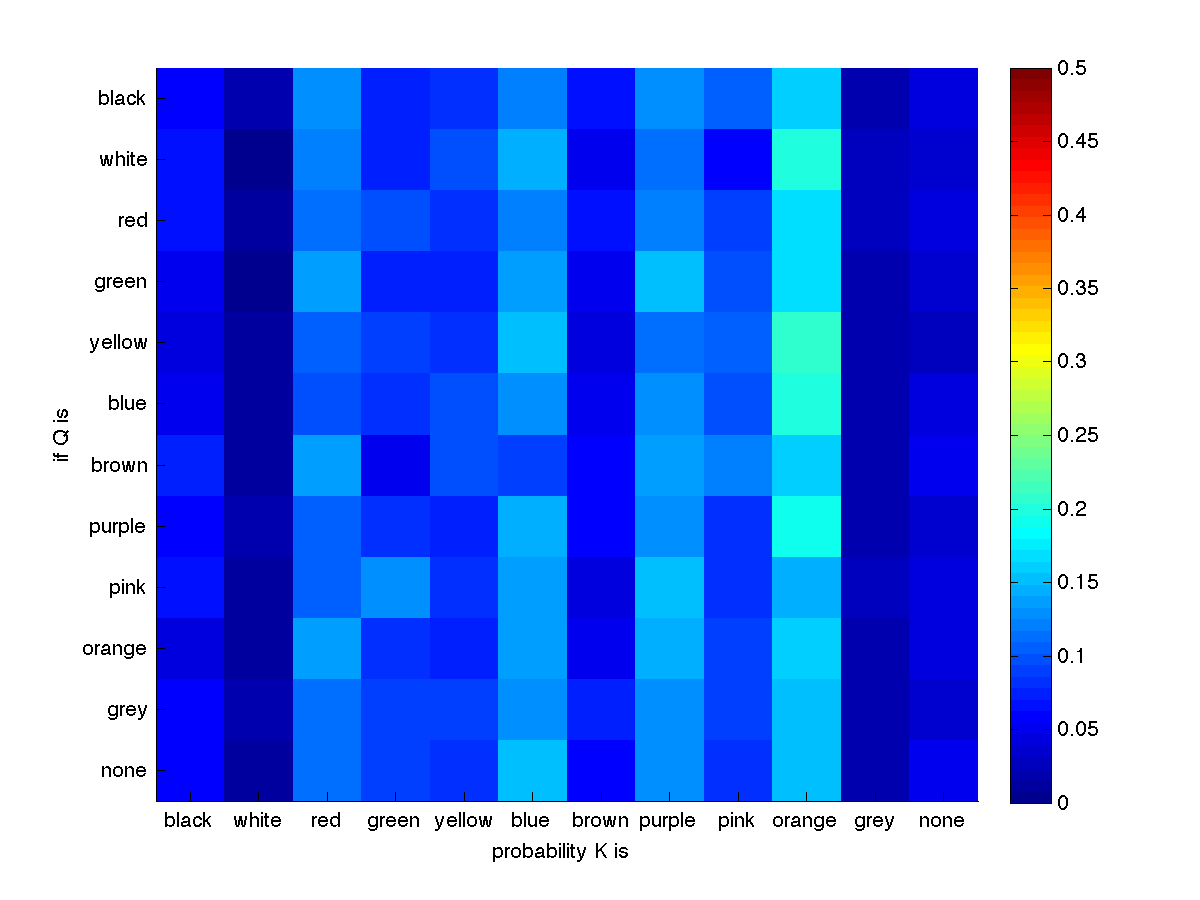 black
white
red
green
yellow
blue
brown
purple
pink
orange
grey
none
if Q is
black white red green yellow blue brown purple pink orange grey none
probability K is
0.5
0.45
0.4
0.35
0.3
0.25
0.2
0.15
0.1
0.05
0